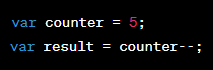 var counter = 5;
var result = counter--;